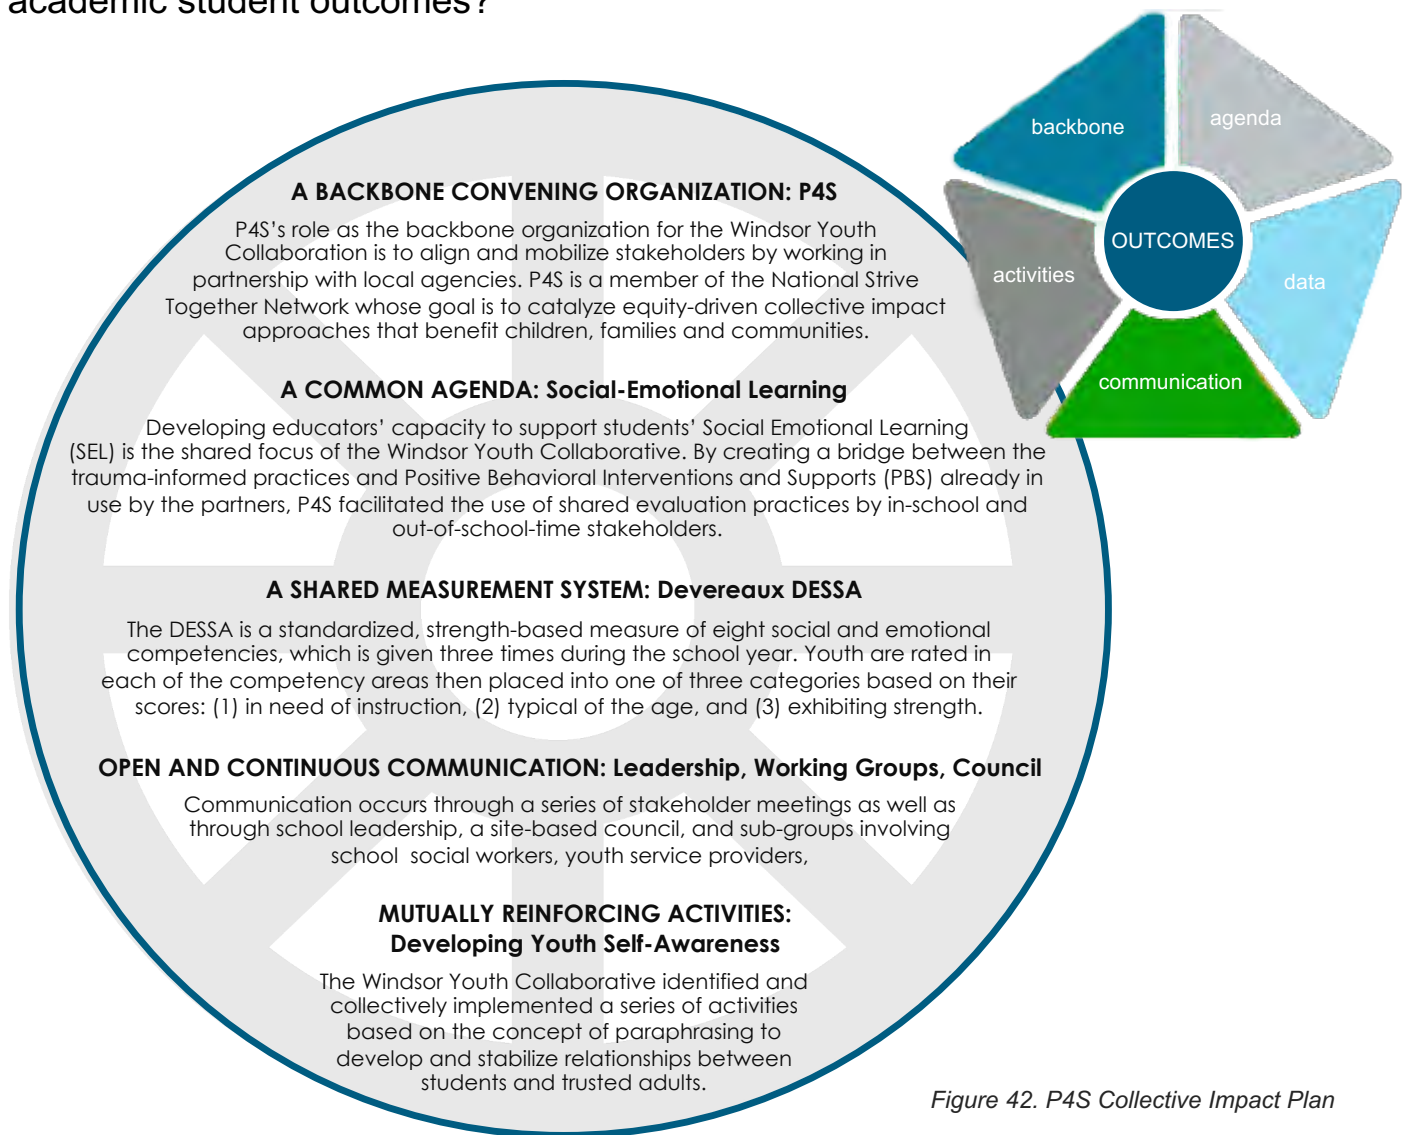 academic student outcomes?
backbone
agenda
OUTCOMES
activities
data
communication
A BACKBONE CONVENING ORGANIZATION: P4S
P4S's role as the backbone organization for the Windsor Youth
Collaboration is to align and mobilize stakeholders by working in
partnership with local agencies. P4S is a member of the National Strive
Together Network whose goal is to catalyze equity-driven collective impact
approaches that benefit children, families and communities.
A COMMON AGENDA: Social-Emotional Learning
Developing educators' capacity to support students' Social Emotional Learning
(SEL) is the shared focus of the Windsor Youth Collaborative. By creating a bridge between the
trauma-informed practices and Positive Behavioral Interventions and Supports (PBS) already in
use by the partners, P4S facilitated the use of shared evaluation practices by in-school and
out-of-school-time stakeholders.
A SHARED MEASUREMENT SYSTEM: Devereaux DESSA
The DESSA is a standardized, strength-based measure of eight social and emotional
competencies, which is given three times during the school year. Youth are rated in
each of the competency areas then placed into one of three categories based on their
scores: (1) in need of instruction, (2) typical of the age, and (3) exhibiting strength.
OPEN AND CONTINUOUS COMMUNICATION: Leadership, Working Groups, Council
Communication occurs through a series of stakeholder meetings as well as
through school leadership, a site-based council, and sub-groups involving
school social workers, youth service providers,
MUTUALLY REINFORCING ACTIVITIES:
Developing Youth Self-Awareness
The Windsor Youth Collaborative identified and
collectively implemented a series of activities
based on the concept of paraphrasing to
develop and stabilize relationships between
students and trusted adults.
Figure 42. P4S Collective Impact Plan